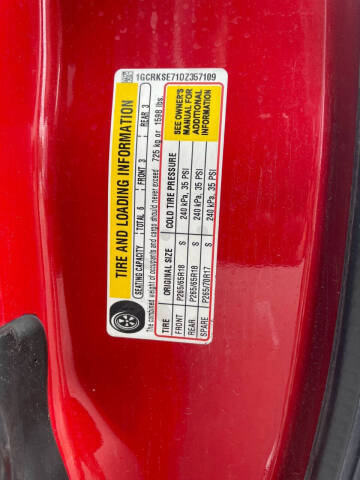 1GCRKSE71DZ357109
TIRE AND LOADING INFORMATION
SEATING CAPACITY TOTAL 6 FRONT 3 REAR 3
The combined weight of occupants and cargo should never exceed 725 kg or 1598 lbs.
TIRE ORIGINAL SIZE COLD TIRE PRESSURE
FRONT P265/65R18 S 240 kPa, 35 PSI
REAR P265/65R18 S 240 kPa, 35 PSI
SPARE P265/70R17 S 240 kPa, 35 PSI
SEE OWNER'S
MANUAL FOR
ADDITIONAL
INFORMATION